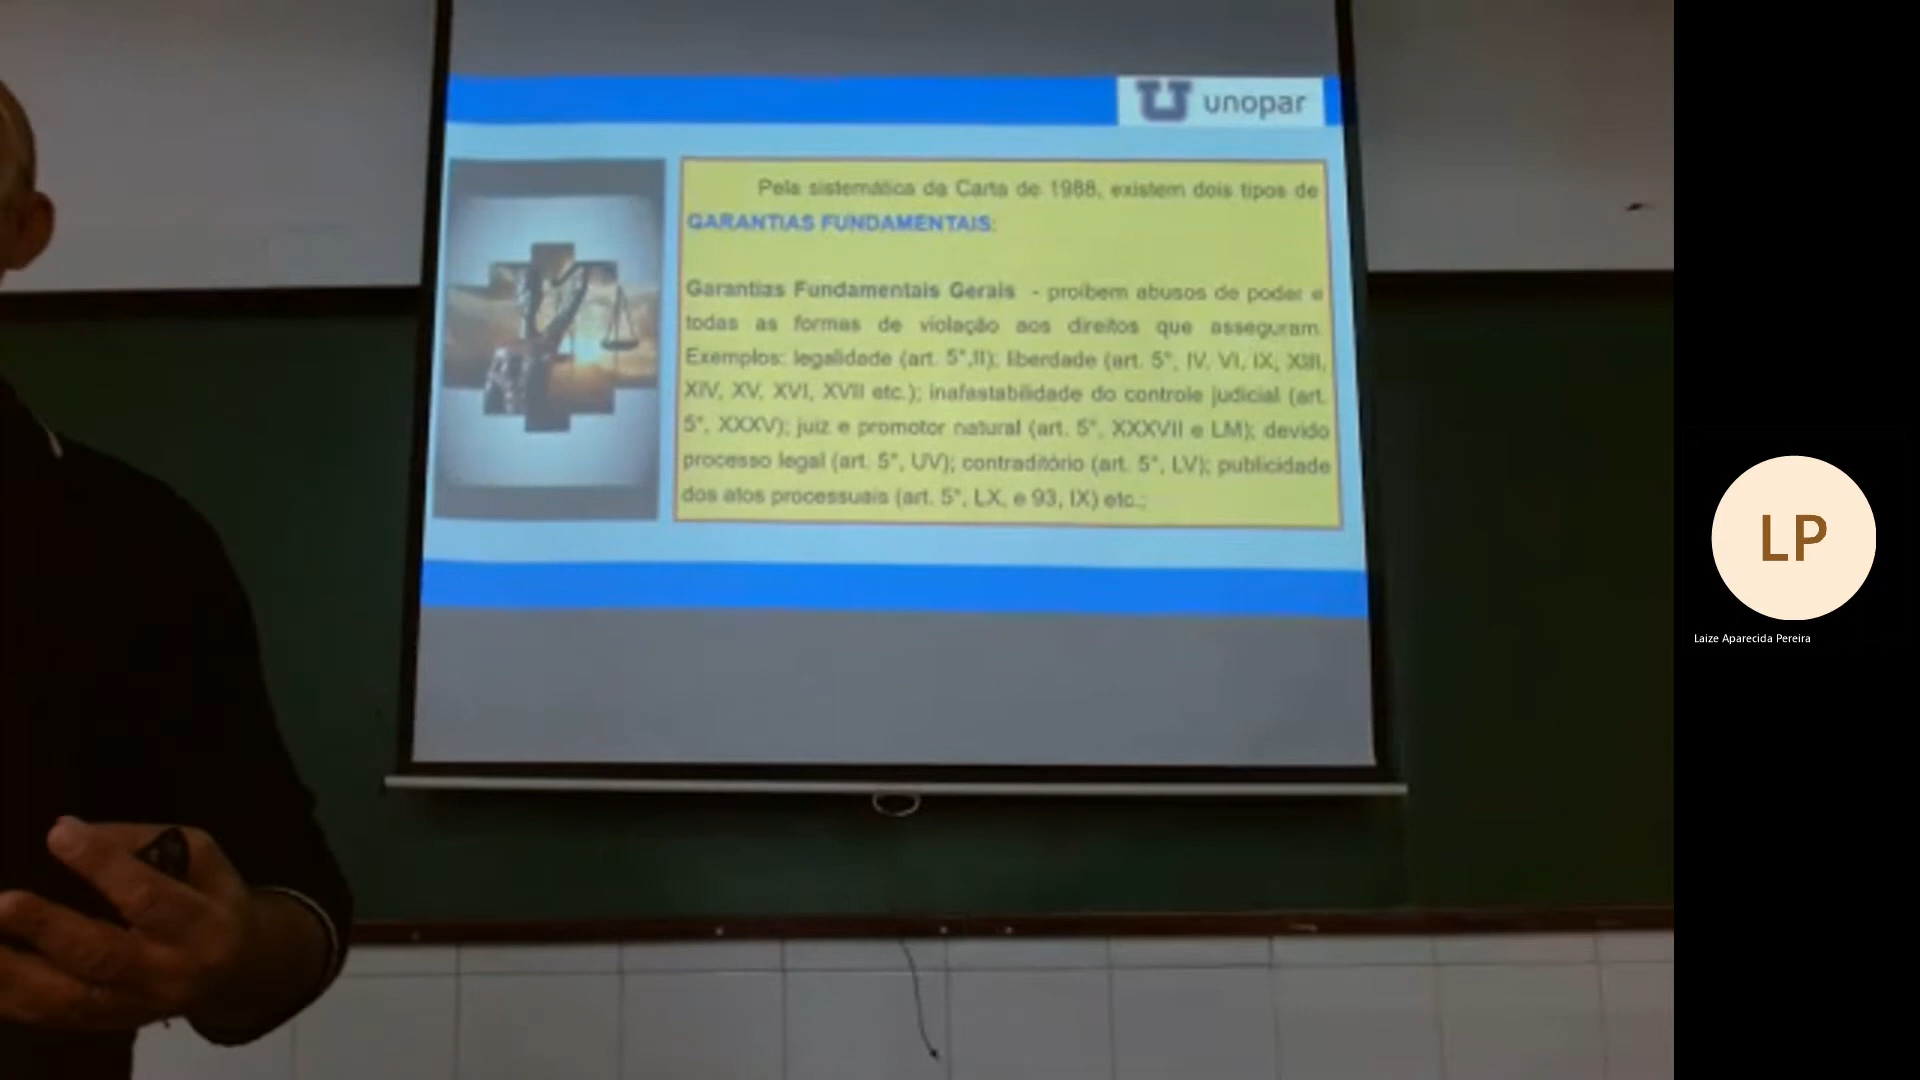 unopar
Pela sistemática da Carta de 1988, existem dois tipos de
GARANTIAS FUNDAMENTAIS:
Garantias Fundamentais Gerais - proíbem abusos de poder e
todas as formas de violação aos direitos que asseguram.
Exemplos: legalidade (art. 5°,II); liberdade (art. 5°, IV, VI, IX, XIII,
XIV, XV, XVI, XVII etc.); inafastabilidade do controle judicial (art.
5°, XXXV); juiz e promotor natural (art. 5°, XXXVII e LM); devido
processo legal (art. 5°, UV); contraditório (art. 5°, LV); publicidade
dos atos processuais (art. 5°, LX, e 93, IX) etc.;
LP
Laize Aparecida Pereira